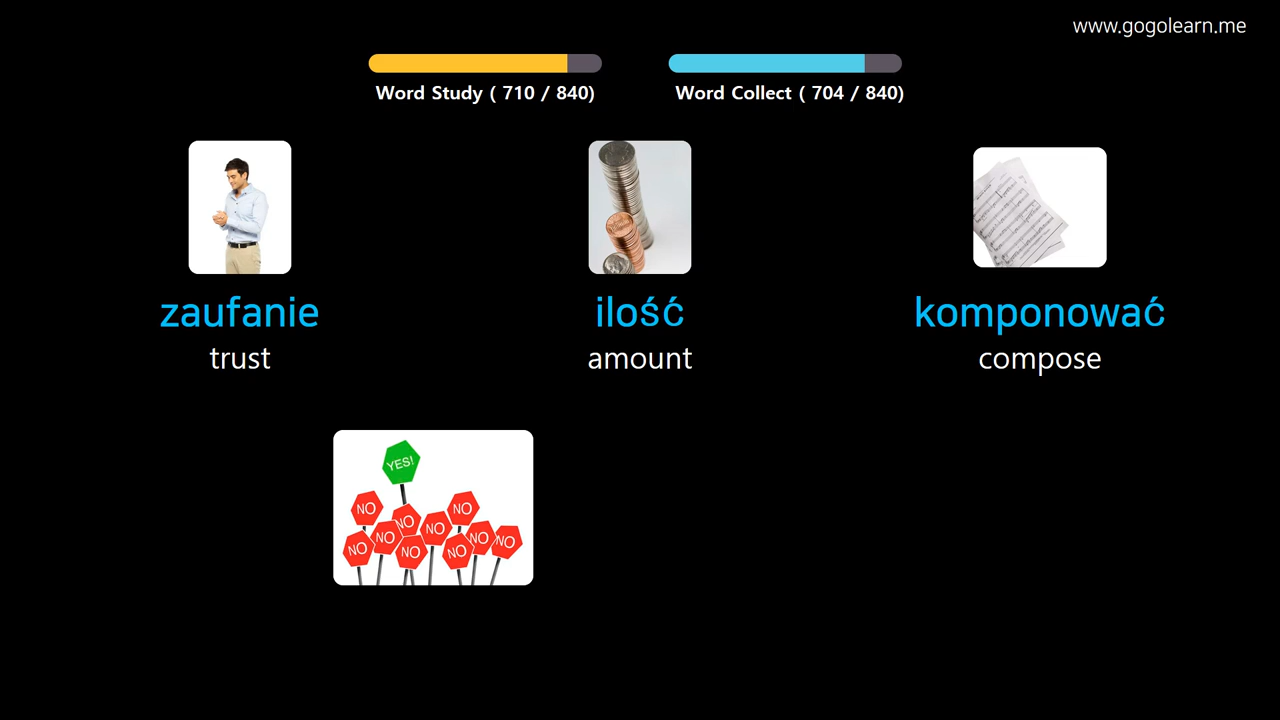 www.gogolearn.me
Word Study ( 710 / 840)
Word Collect ( 704 / 840)
zaufanie
trust
ilość
amount
komponować
compose
YES!
NO
NO
NO
NO
NO
NO
NO
NO
NO
NO